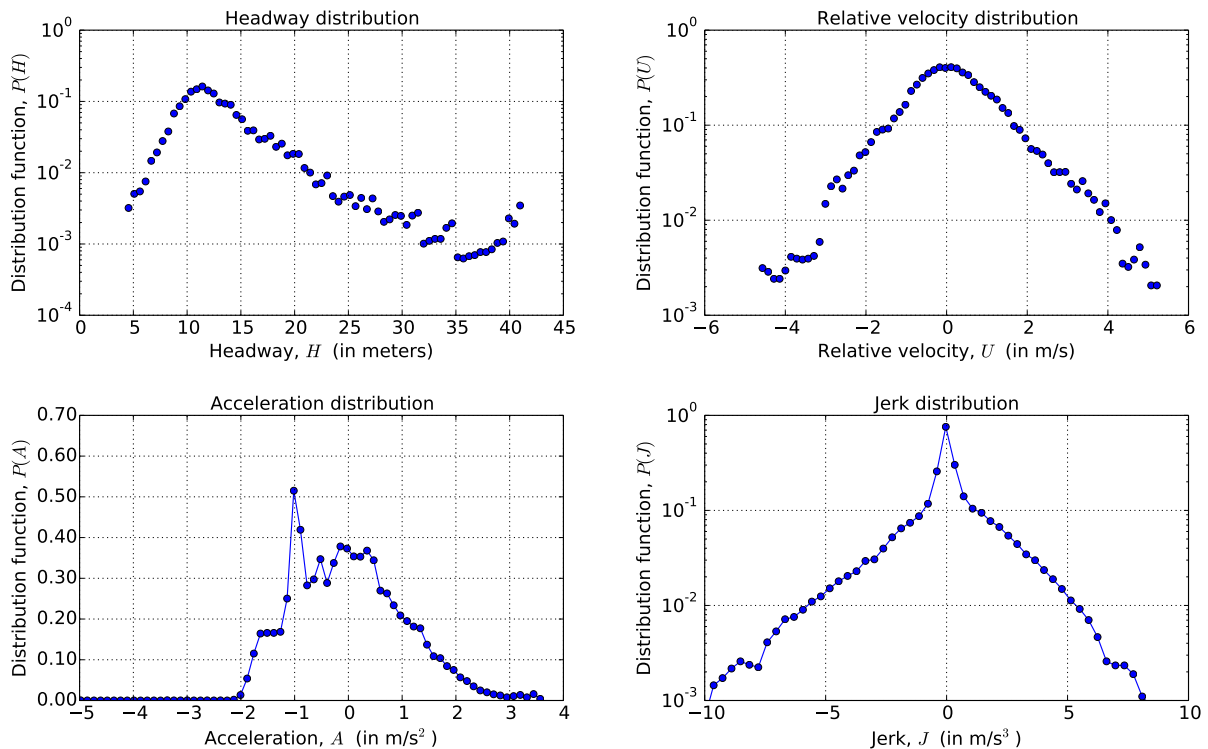 Headway distribution
Distribution function, P(H)
10^0
10^-1
10^-2
10^-3
10^-4
0 5 10 15 20 25 30 35 40 45
Headway, H (in meters)
Relative velocity distribution
Distribution function, P(U)
10^0
10^-1
10^-2
10^-3
−6 −4 −2 0 2 4 6
Relative velocity, U (in m/s)
Acceleration distribution
Distribution function, P(A)
0.70
0.60
0.50
0.40
0.30
0.20
0.10
0.00
−5 −4 −3 −2 −1 0 1 2 3 4
Acceleration, A (in m/s²)
Jerk distribution
Distribution function, P(J)
10^0
10^-1
10^-2
10^-3
−10 −5 0 5 10
Jerk, J (in m/s³)